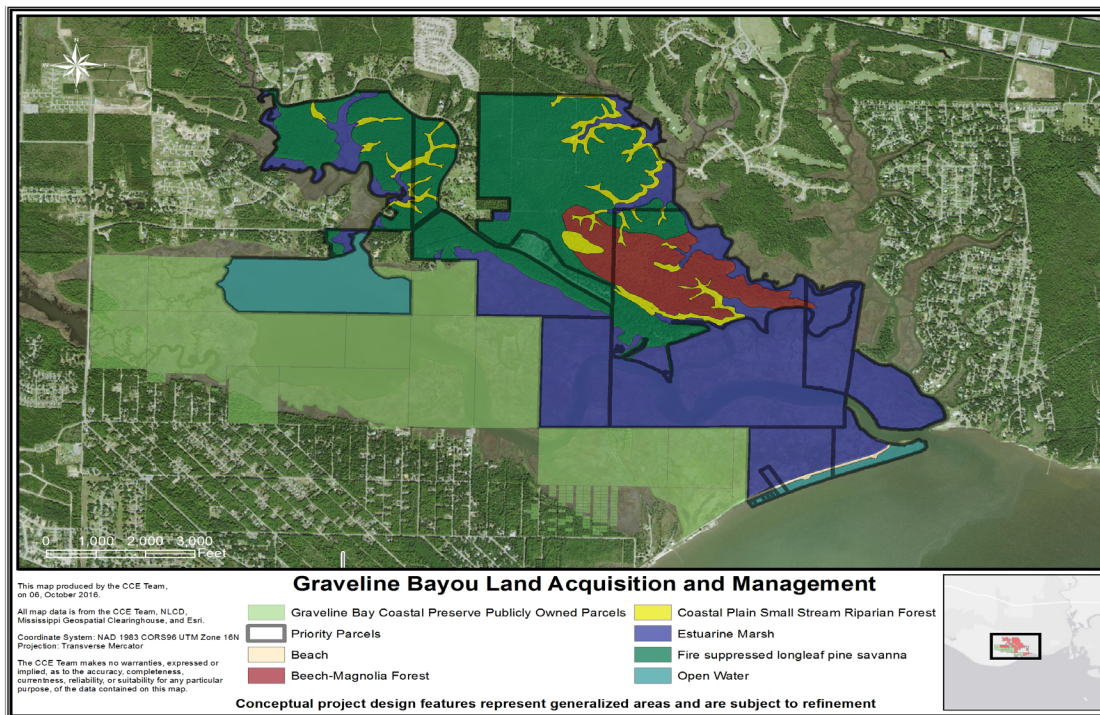 N
0 1,000 2,000 3,000
Feet
This map produced by the CCE Team,
on 06, October 2016.
All map data is from the CCE Team, NLCD,
Mississippi Geospatial Clearinghouse, and Esri.
Coordinate System: NAD 1983 CORS96 UTM Zone 16N
Projection: Transverse Mercator
The CCE Team makes no warranties, expressed or
implied, as to the accuracy, completeness,
currentness, reliability, or suitability for any particular
purpose, of the data contained on this map.
Graveline Bayou Land Acquisition and Management
Graveline Bay Coastal Preserve Publicly Owned Parcels
Priority Parcels
Beach
Beech-Magnolia Forest
Coastal Plain Small Stream Riparian Forest
Estuarine Marsh
Fire suppressed longleaf pine savanna
Open Water
Conceptual project design features represent generalized areas and are subject to refinement